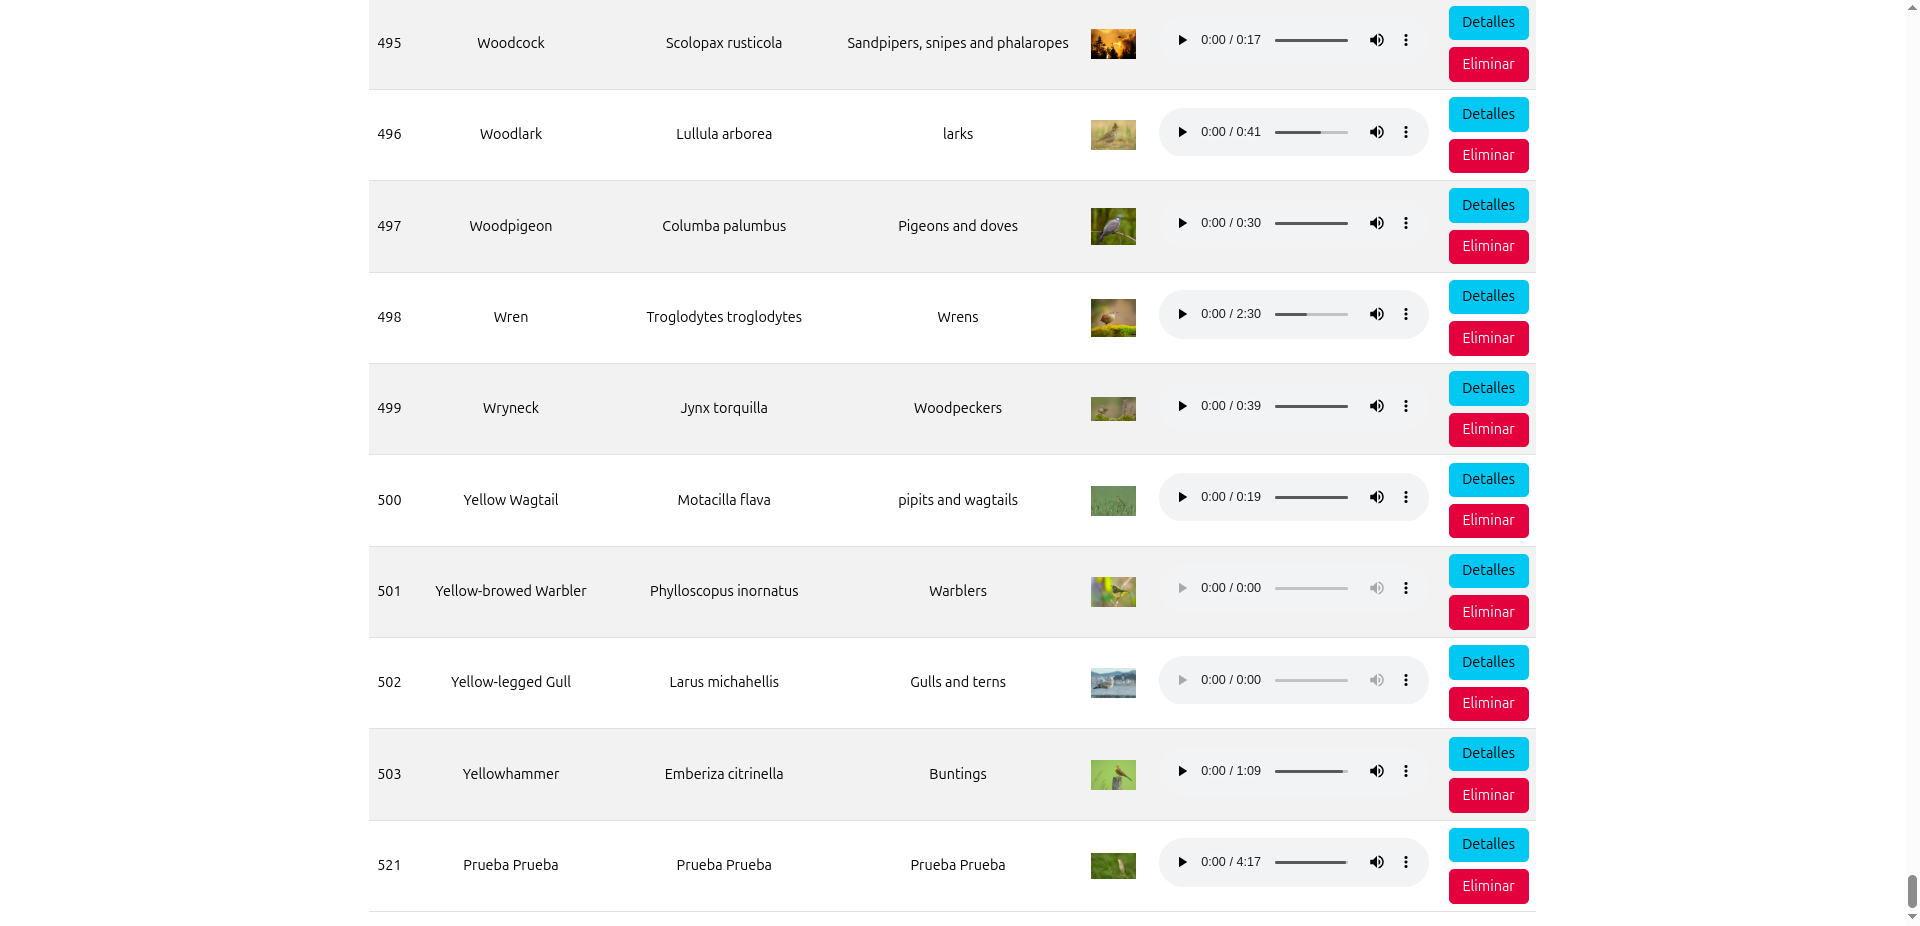 495 Woodcock Scolopax rusticola Sandpipers, snipes and phalaropes 0:00 / 0:17 Detalles
Eliminar
496 Woodlark Lullula arborea larks 0:00 / 0:41 Detalles
Eliminar
497 Woodpigeon Columba palumbus Pigeons and doves 0:00 / 0:30 Detalles
Eliminar
498 Wren Troglodytes troglodytes Wrens 0:00 / 2:30 Detalles
Eliminar
499 Wryneck Jynx torquilla Woodpeckers 0:00 / 0:39 Detalles
Eliminar
500 Yellow Wagtail Motacilla flava pipits and wagtails 0:00 / 0:19 Detalles
Eliminar
501 Yellow-browed Warbler Phylloscopus inornatus Warblers 0:00 / 0:00 Detalles
Eliminar
502 Yellow-legged Gull Larus michahellis Gulls and terns 0:00 / 0:00 Detalles
Eliminar
503 Yellowhammer Emberiza citrinella Buntings 0:00 / 1:09 Detalles
Eliminar
521 Prueba Prueba Prueba Prueba Prueba Prueba 0:00 / 4:17 Detalles
Eliminar